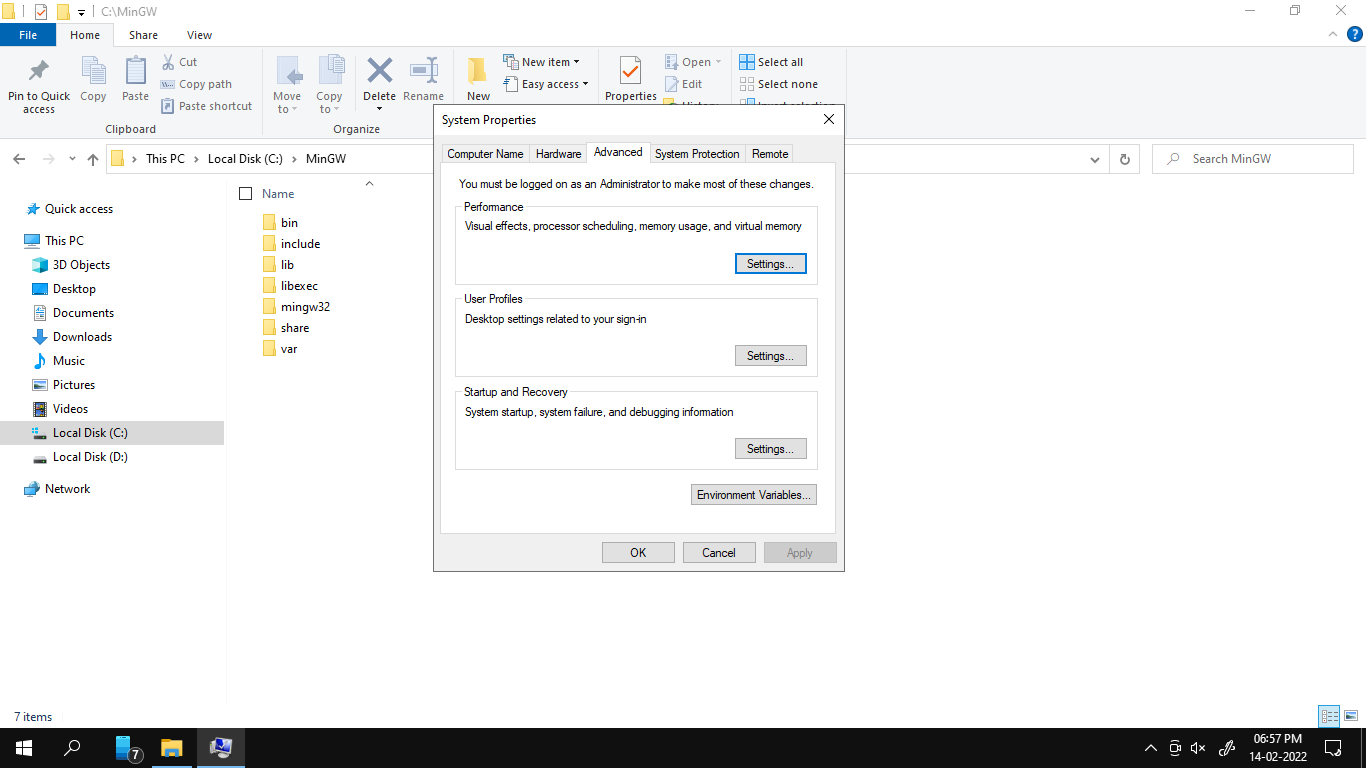 C:\MinGW
File Home Share View
Pin to Quick access
Copy
Paste
Cut
Copy path
Paste shortcut
Clipboard
Move to
Copy to
Delete
Rename
Organize
New
New item
Easy access
Properties
Open
Edit
History
Select all
Select none
Invert selection
This PC Local Disk (C:) MinGW
Search MinGW
Quick access
This PC
3D Objects
Desktop
Documents
Downloads
Music
Pictures
Videos
Local Disk (C:)
Local Disk (D:)
Network
Name
bin
include
lib
libexec
mingw32
share
var
System Properties
Computer Name Hardware Advanced System Protection Remote
You must be logged on as an Administrator to make most of these changes.
Performance
Visual effects, processor scheduling, memory usage, and virtual memory
Settings...
User Profiles
Desktop settings related to your sign-in
Settings...
Startup and Recovery
System startup, system failure, and debugging information
Settings...
Environment Variables...
OK Cancel Apply
7 items
7
06:57 PM
14-02-2022